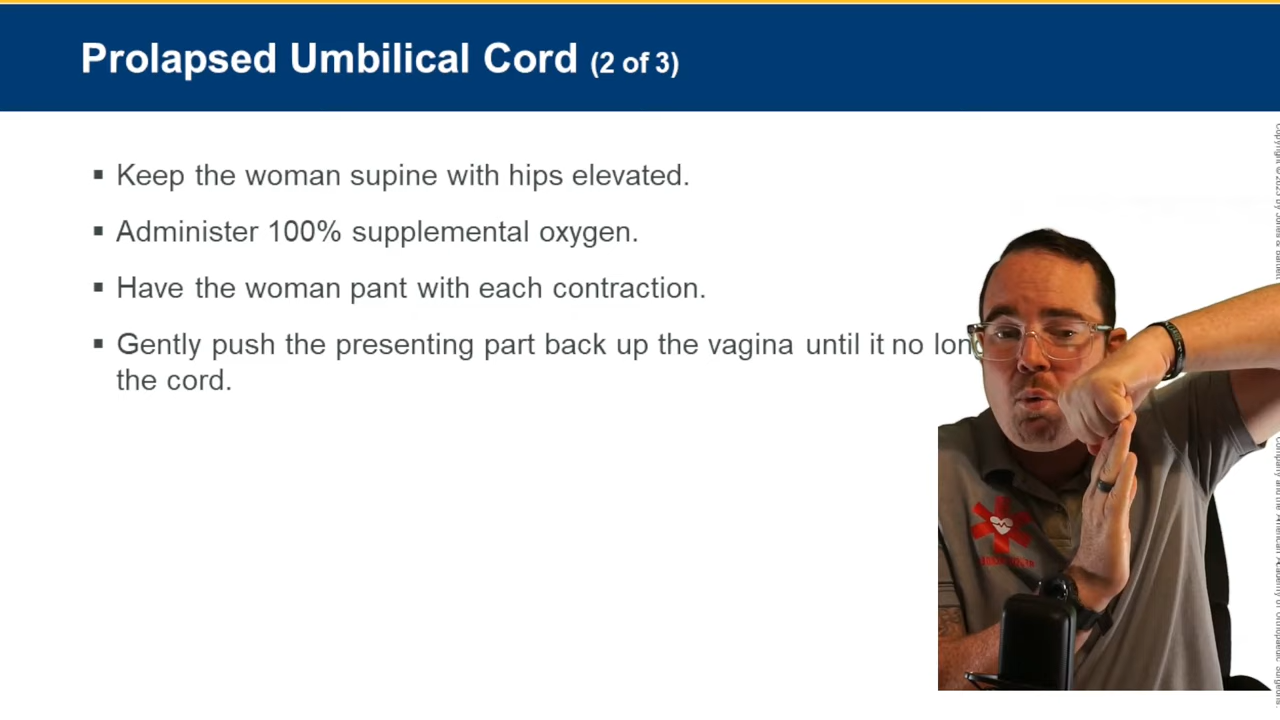 Prolapsed Umbilical Cord (2 of 3)
▪ Keep the woman supine with hips elevated.
▪ Administer 100% supplemental oxygen.
▪ Have the woman pant with each contraction.
▪ Gently push the presenting part back up the vagina until it no
the cord.